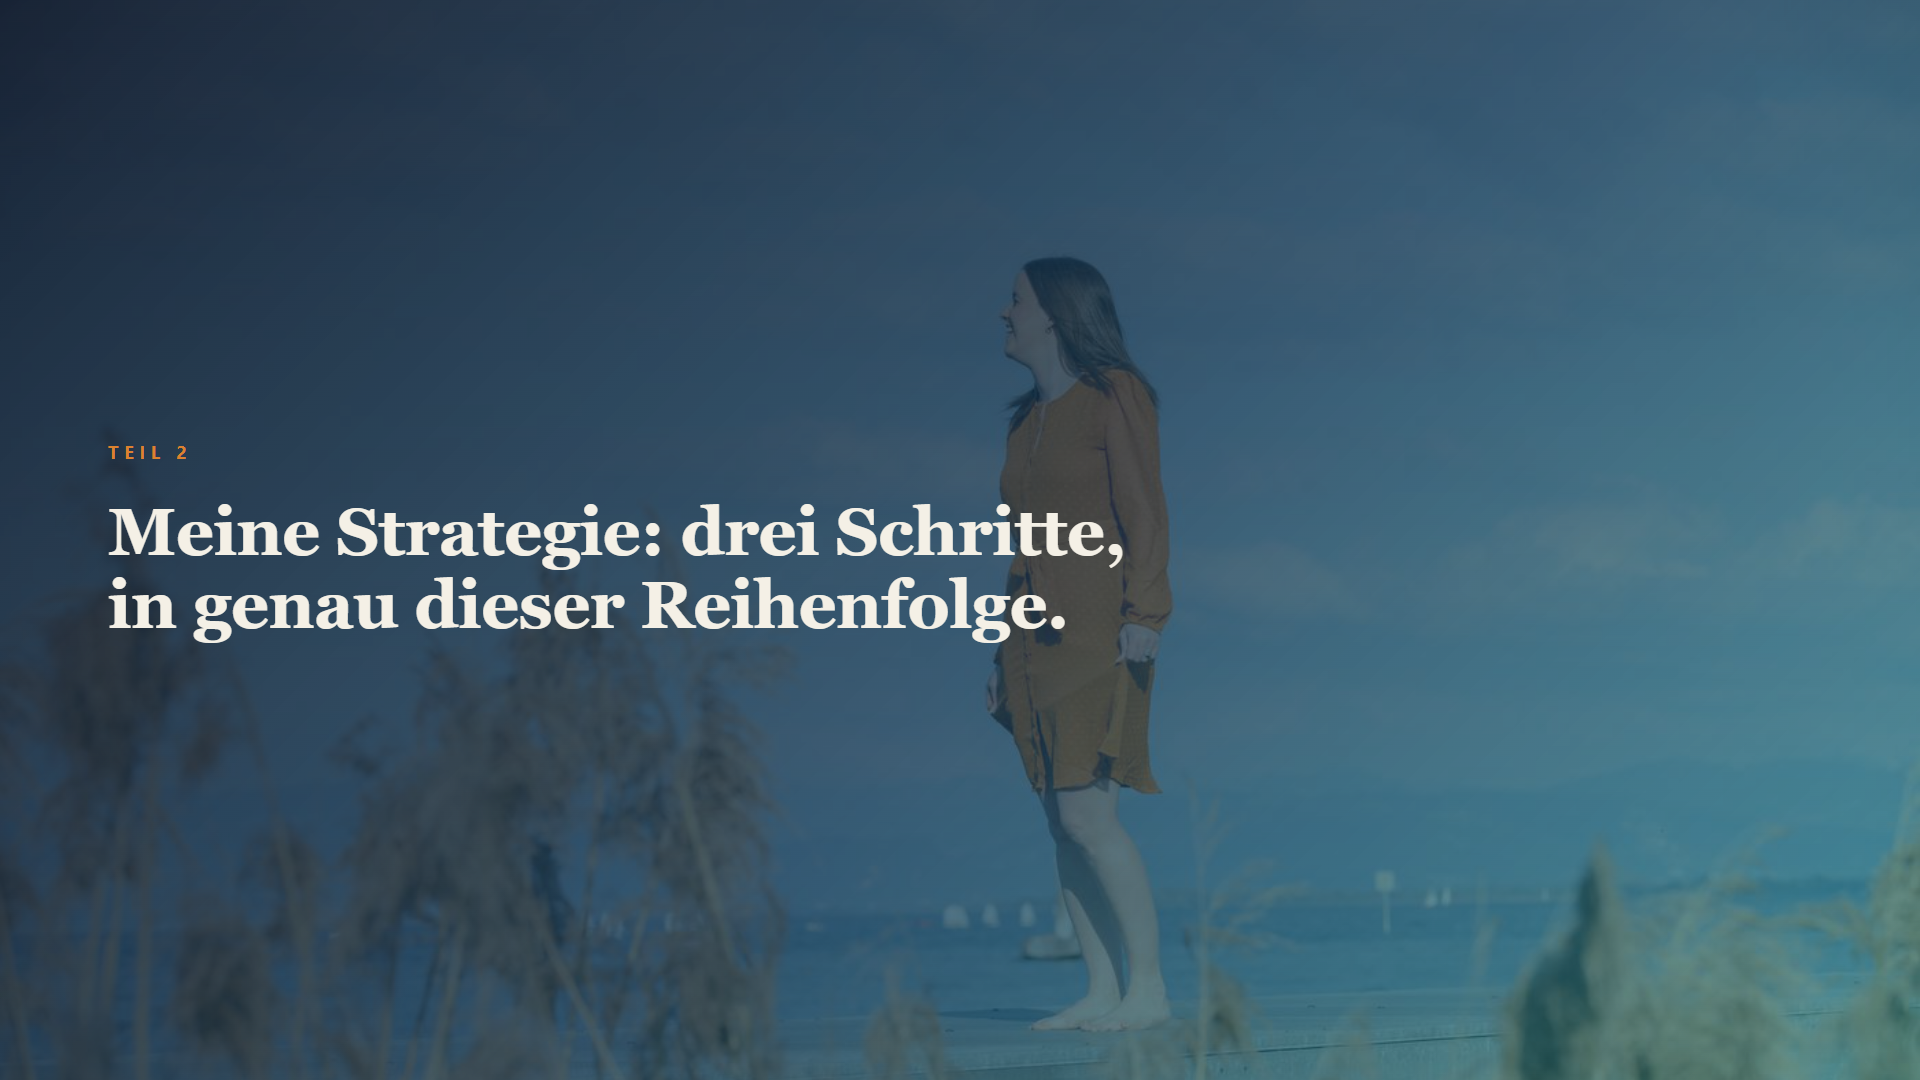 TEIL 2
Meine Strategie: drei Schritte,
in genau dieser Reihenfolge.